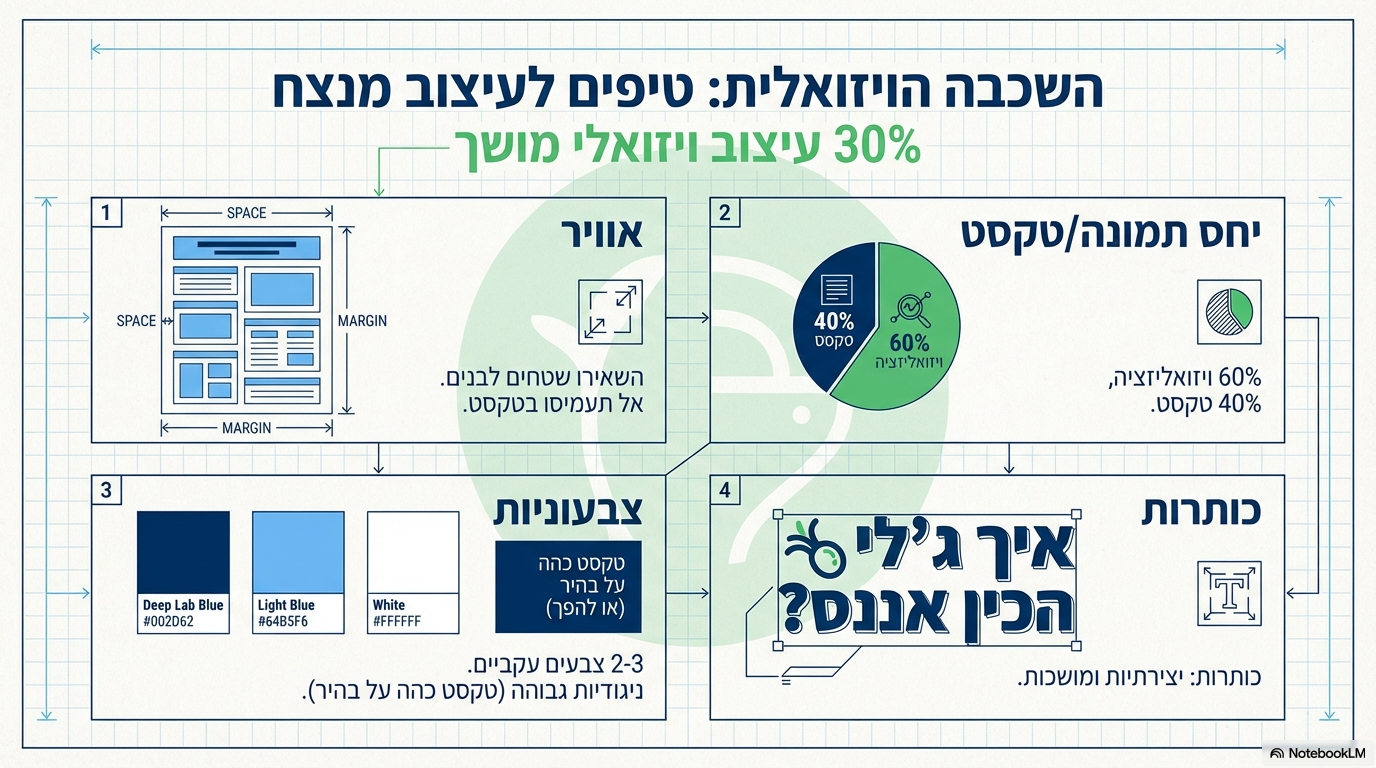 השכבה הויזואלית: טיפים לעיצוב מנצח
30% עיצוב ויזואלי מושך
1
אוויר
SPACE
SPACE
MARGIN
MARGIN
השאירו שטחים לבנים.
אל תעמיסו בטקסט.
2
יחס תמונה/טקסט
40%
טקסט
60%
ויזואליזציה
60% ויזואליזציה,
40% טקסט.
3
צבעוניות
Deep Lab Blue
#002D62
Light Blue
#64B5F6
White
#FFFFFF
טקסט כהה
על בהיר
(או להפך)
2-3 צבעים עקביים.
ניגודיות גבוהה (טקסט כהה על בהיר).
4
כותרות
איך ג'לי
הכין אננס?
T
כותרות: יצירתיות ומושכות.
NotebookLM